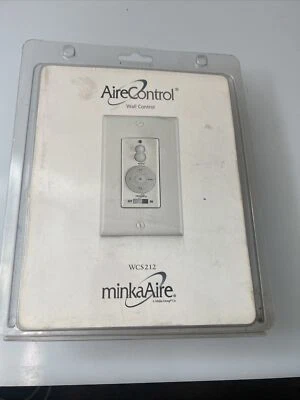 AireControl®
Wall Control
WCS212
minkaAire®